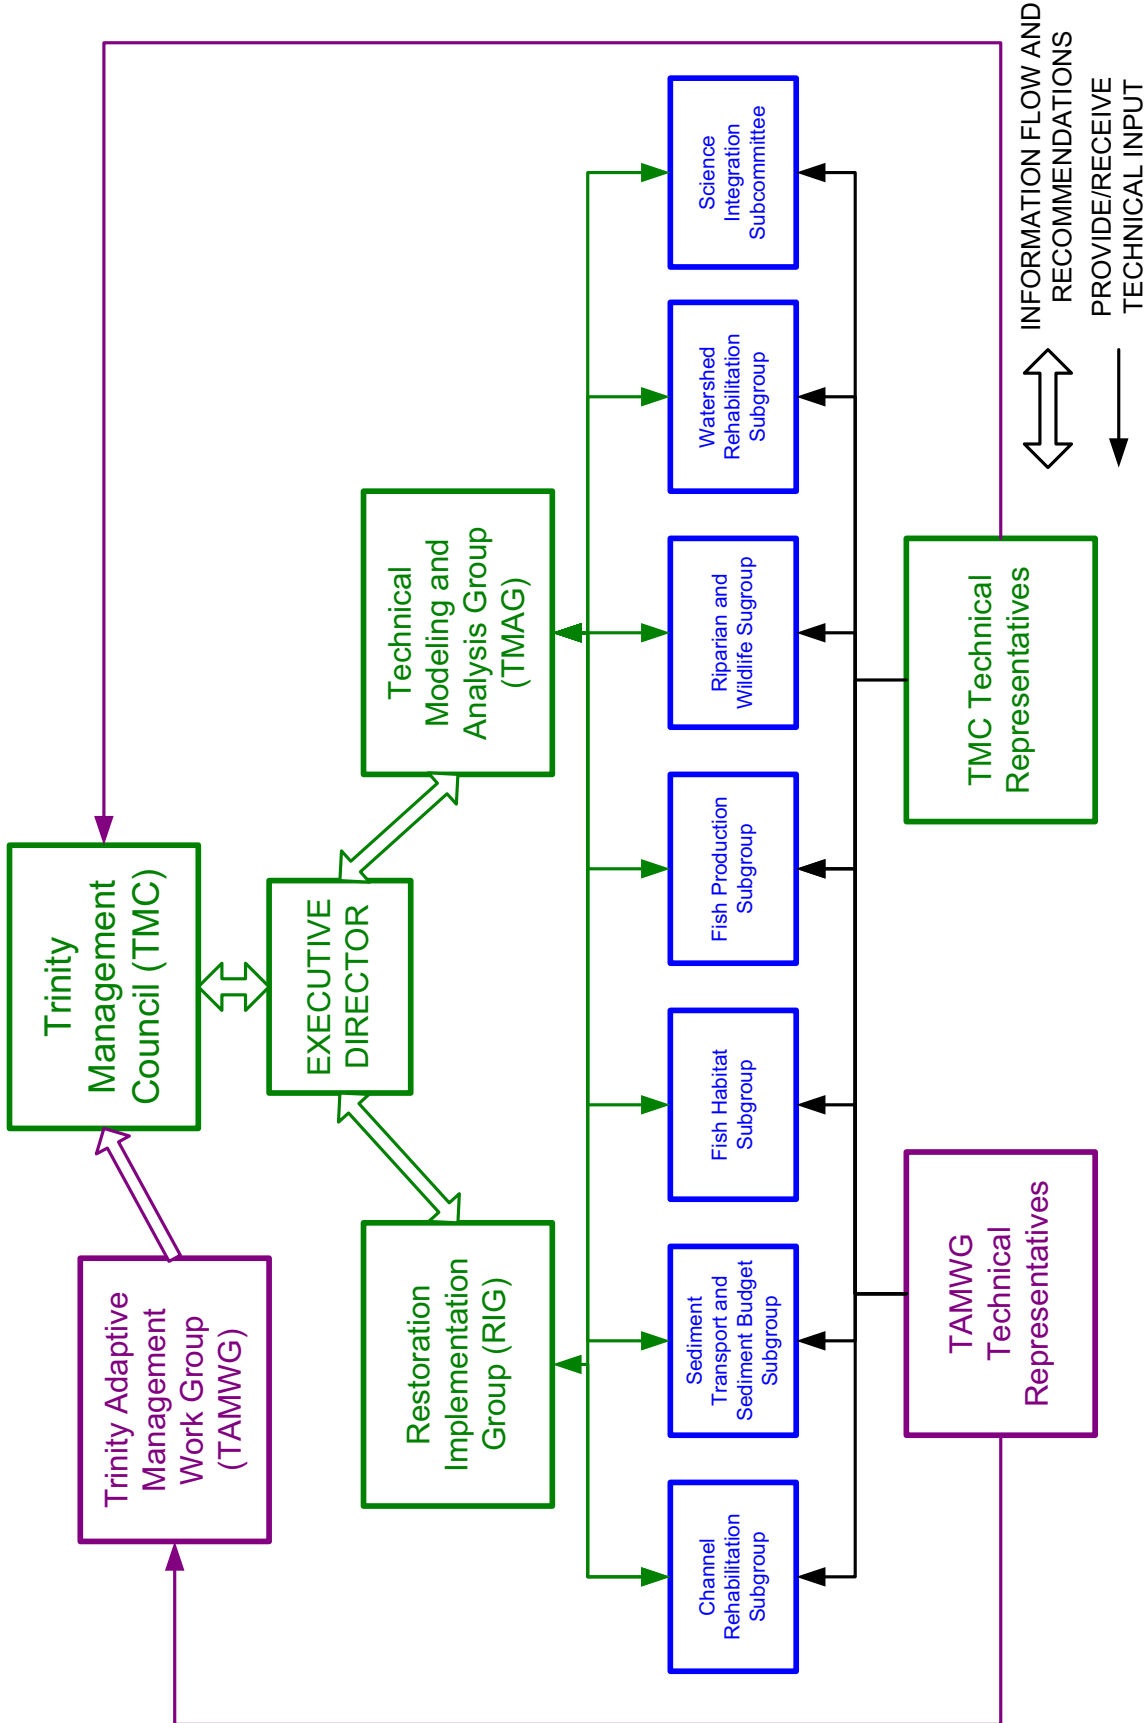 Trinity Adaptive
Management
Work Group
(TAMWG)
Trinity
Management
Council (TMC)
EXECUTIVE
DIRECTOR
Restoration
Implementation
Group (RIG)
Technical
Modeling and
Analysis Group
(TMAG)
Channel
Rehabilitation
Subgroup
Sediment
Transport and
Sediment Budget
Subgroup
Fish Habitat
Subgroup
Fish Production
Subgroup
Riparian and
Wildlife Sugroup
Watershed
Rehabilitation
Subgroup
Science
Integration
Subcommittee
TAMWG
Technical
Representatives
TMC Technical
Representatives
INFORMATION FLOW AND
RECOMMENDATIONS
PROVIDE/RECEIVE
TECHNICAL INPUT